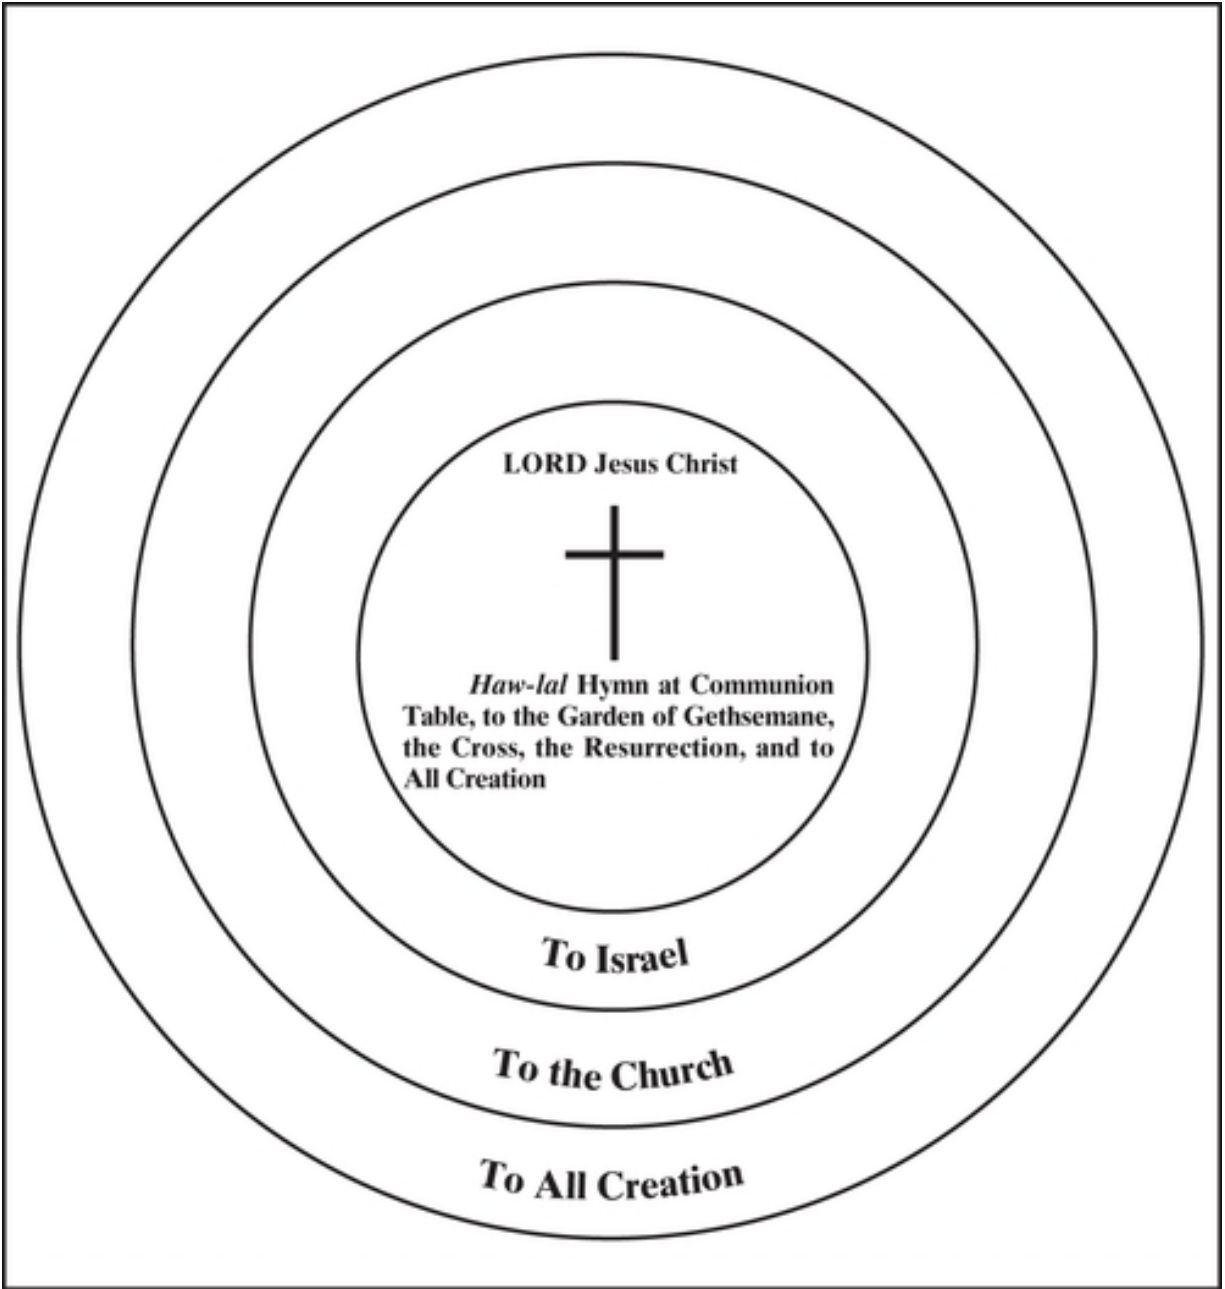 LORD Jesus Christ
Haw-lal Hymn at Communion
Table, to the Garden of Gethsemane,
the Cross, the Resurrection, and to
All Creation
To Israel
To the Church
To All Creation